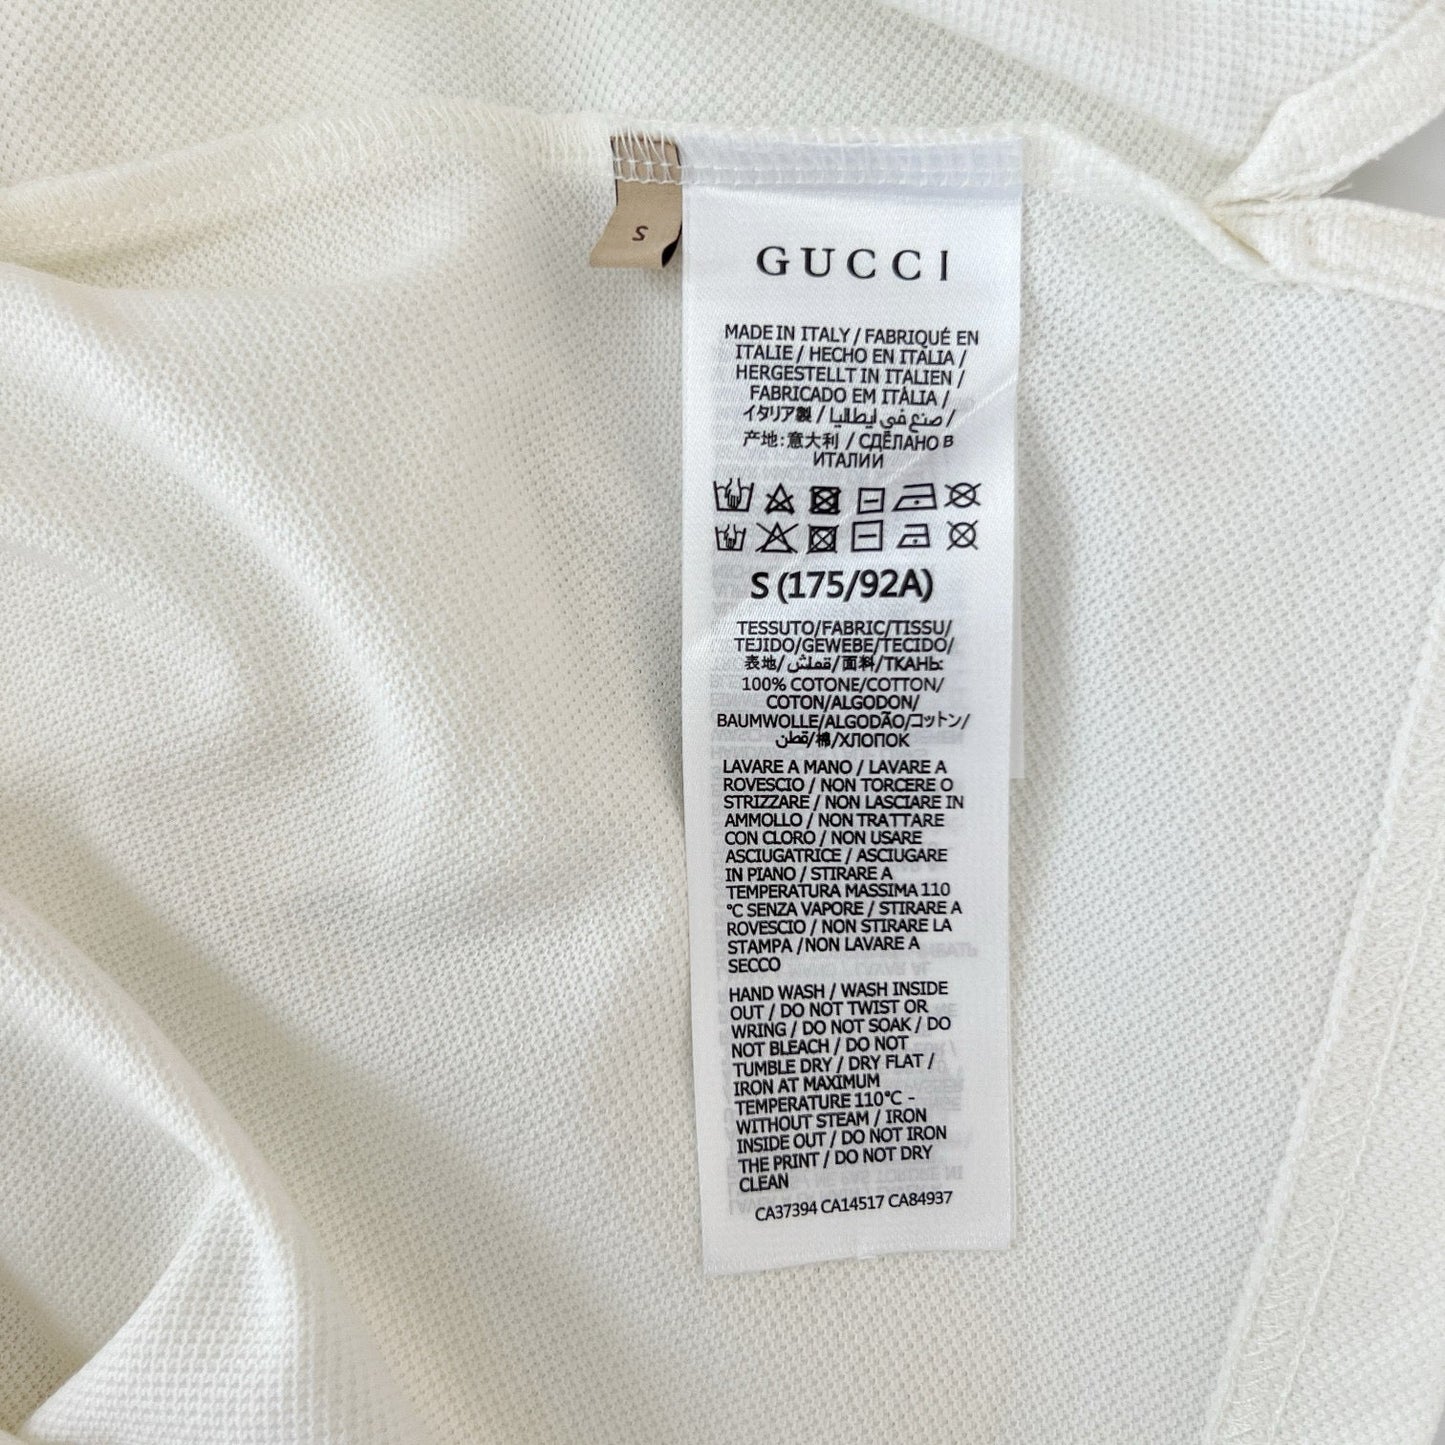 S
GUCCI
MADE IN ITALY / FABRIQUÉ EN
ITALIE / HECHO EN ITALIA /
HERGESTELLT IN ITALIEN /
FABRICADO EM ITÁLIA /
イタリア製 / صنع في ايطاليا /
产地:意大利 / СДЕЛАНО В
ИТАЛИИ
S (175/92A)
TESSUTO/FABRIC/TISSU/
TEJIDO/GEWEBE/TECIDO/
表地/قماش/面料/ТКАНЬ:
100% COTONE/COTTON/
COTON/ALGODON/
BAUMWOLLE/ALGODÃO/コットン/
قطن/棉/ХЛОПОК
LAVARE A MANO / LAVARE A
ROVESCIO / NON TORCERE O
STRIZZARE / NON LASCIARE IN
AMMOLLO / NON TRATTARE
CON CLORO / NON USARE
ASCIUGATRICE / ASCIUGARE
IN PIANO / STIRARE A
TEMPERATURA MASSIMA 110
°C SENZA VAPORE / STIRARE A
ROVESCIO / NON STIRARE LA
STAMPA / NON LAVARE A
SECCO
HAND WASH / WASH INSIDE
OUT / DO NOT TWIST OR
WRING / DO NOT SOAK / DO
NOT BLEACH / DO NOT
TUMBLE DRY / DRY FLAT /
IRON AT MAXIMUM
TEMPERATURE 110°C -
WITHOUT STEAM / IRON
INSIDE OUT / DO NOT IRON
THE PRINT / DO NOT DRY
CLEAN
CA37394 CA14517 CA84937